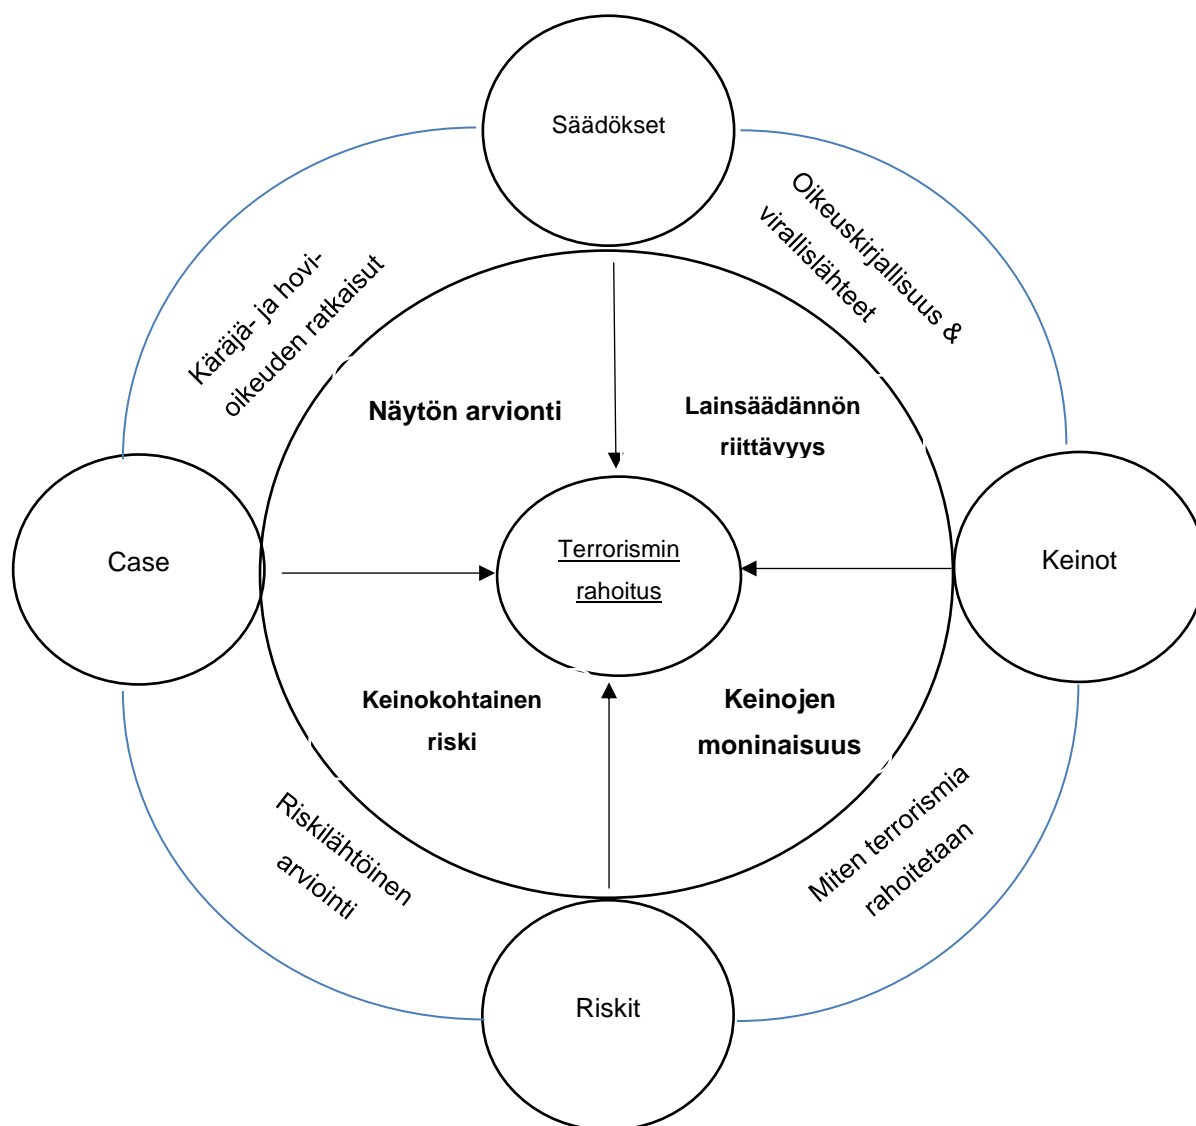 Säädökset
Oikeuskirjallisuus &
virallislähteet
Käräjä- ja hovi-
oikeuden ratkaisut
Näytön arvionti
Lainsäädännön
riittävyys
Case
Terrorismin
rahoitus
Keinot
Keinokohtainen
riski
Keinojen
moninaisuus
Riskilähtöinen
arviointi
Miten terrorismia
rahoitetaan
Riskit